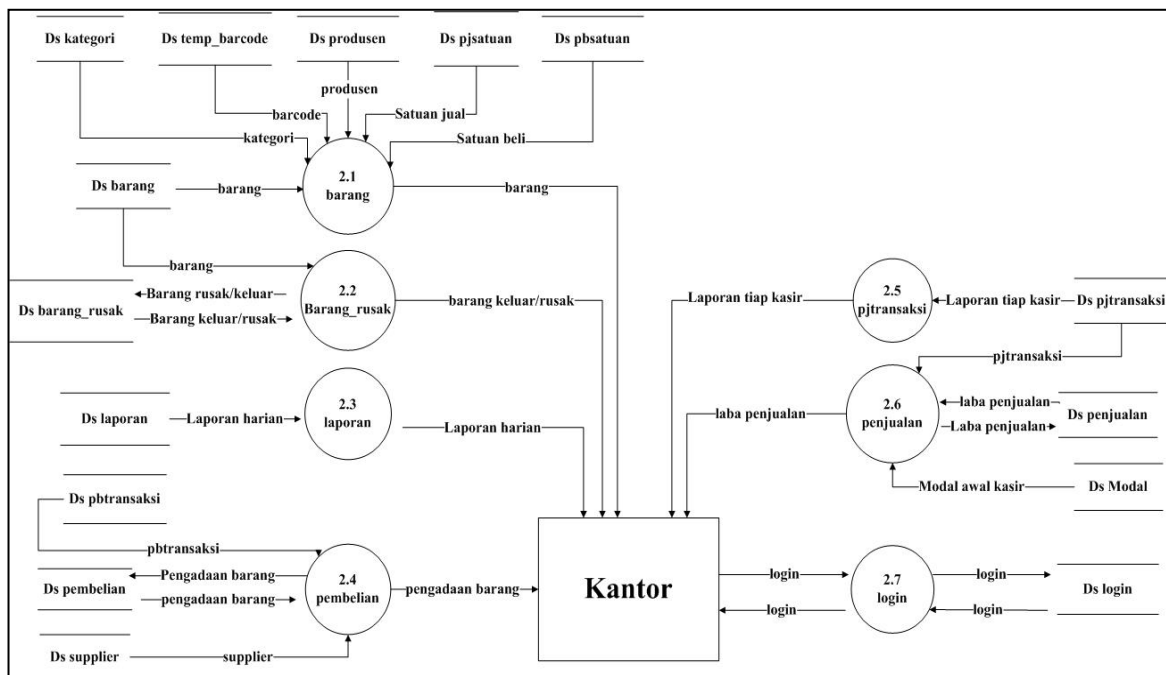 Ds kategori
Ds temp_barcode
Ds produsen
Ds pjsatuan
Ds pbsatuan
produsen
barcode
Satuan jual
kategori
Satuan beli
Ds barang
barang
2.1
barang
barang
barang
Ds barang_rusak
Barang rusak/keluar
Barang keluar/rusak
2.2
Barang_rusak
barang keluar/rusak
Laporan tiap kasir
2.5
pjtransaksi
Laporan tiap kasir
Ds pjtransaksi
pjtransaksi
Ds laporan
Laporan harian
2.3
laporan
Laporan harian
laba penjualan
2.6
penjualan
laba penjualan
Laba penjualan
Ds penjualan
Modal awal kasir
Ds Modal
Ds pbtransaksi
pbtransaksi
Ds pembelian
Pengadaan barang
pengadaan barang
2.4
pembelian
pengadaan barang
Kantor
login
login
2.7
login
login
login
Ds login
Ds supplier
supplier